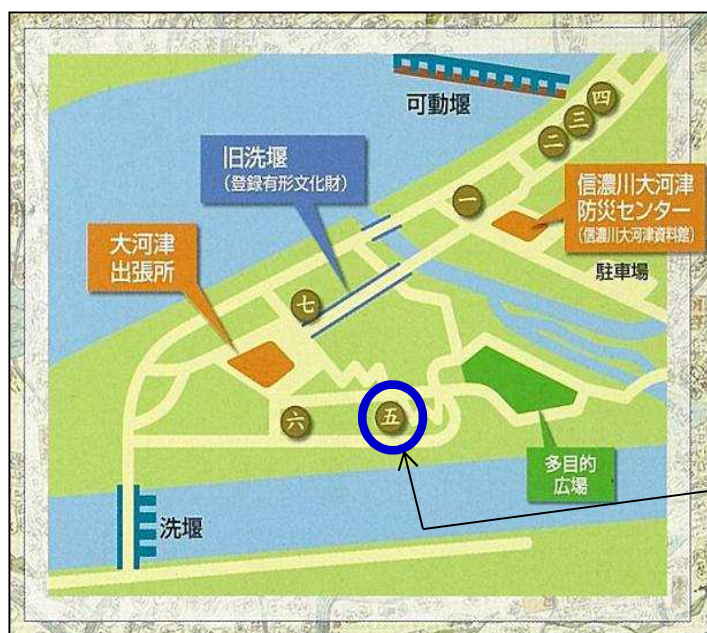 可動堰
四
三
二
旧洗堰
(登録有形文化財)
一
信濃川大河津
防災センター
(信濃川大河津資料館)
大河津
出張所
駐車場
七
五
六
多目的
広場
洗堰